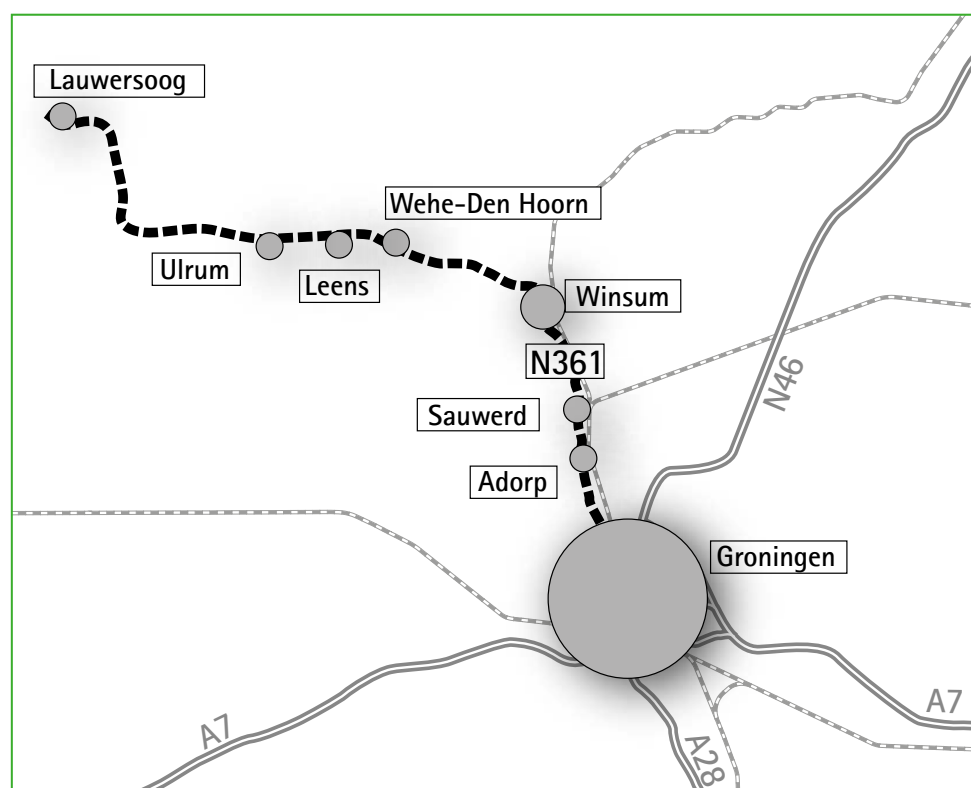 Lauwersoog
Wehe-Den Hoorn
Ulrum
Leens
Winsum
N361
N46
Sauwerd
Adorp
Groningen
A7
A7
A28